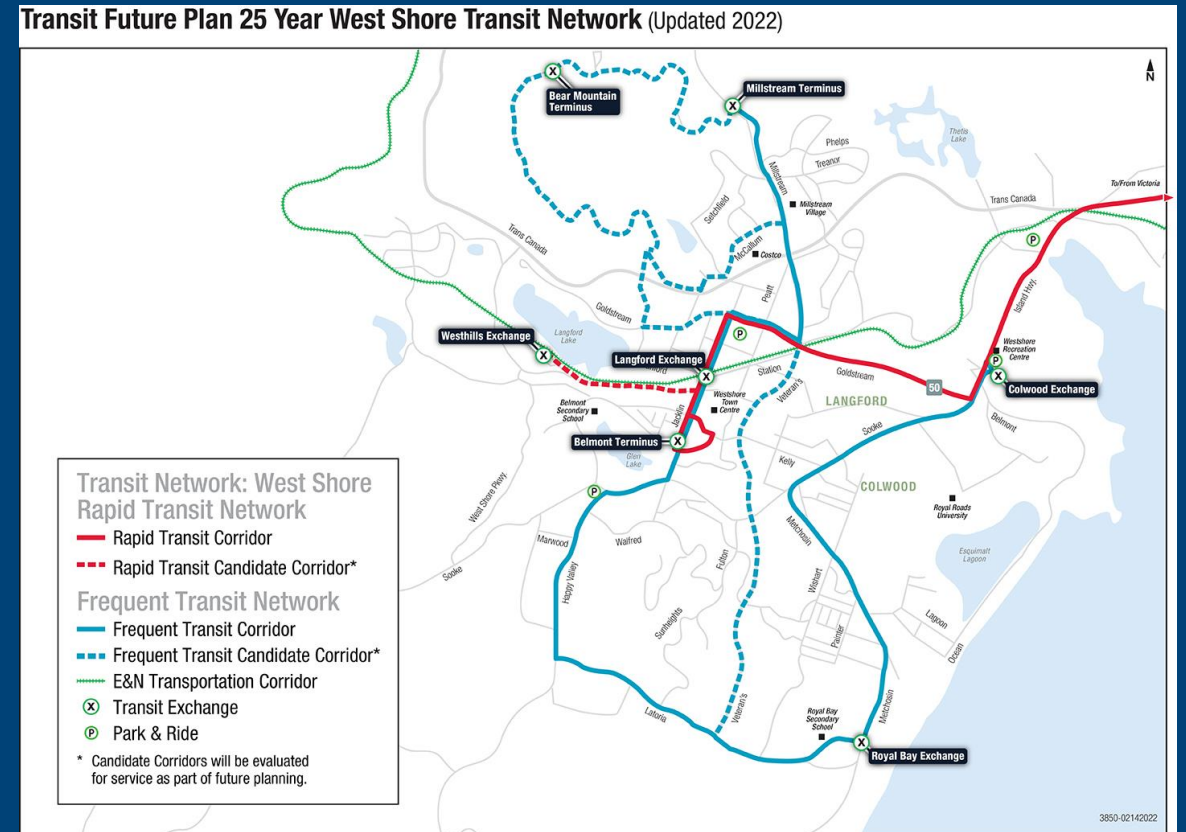 Transit Future Plan 25 Year West Shore Transit Network (Updated 2022)
N
X
Bear Mountain
Terminus
X
Millstream Terminus
Thetis
Lake
Phelps
Treanor
Millstream
Selchfield
Millstream
Village
To/From Victoria
Trans Canada
Trans Canada
P
McCallum
Costco
Peatt
Island Hwy.
Goldstream
Langford
Lake
Westhills Exchange
X
P
Langford Exchange
X
Station
Goldstream
Westshore
Recreation
Centre
P
X
Colwood Exchange
50
Veteran's
LANGFORD
Belmont
Secondary
School
Jacklin
Westshore
Town
Centre
Sooke
Belmont
Belmont Terminus
X
Glen
Lake
Kelly
COLWOOD
P
West Shore Pkwy.
Metchosin
Royal Roads
University
Marwood
Walfred
Sooke
Happy Valley
Fulton
Wishart
Esquimalt
Lagoon
Sunheights
Painter
Lagoon
Ocean
Latoria
Veteran's
Metchosin
Royal Bay
Secondary
School
X
Royal Bay Exchange
Transit Network: West Shore
Rapid Transit Network
Rapid Transit Corridor
Rapid Transit Candidate Corridor*
Frequent Transit Network
Frequent Transit Corridor
Frequent Transit Candidate Corridor*
E&N Transportation Corridor
X Transit Exchange
P Park & Ride
* Candidate Corridors will be evaluated
for service as part of future planning.
3850-02142022